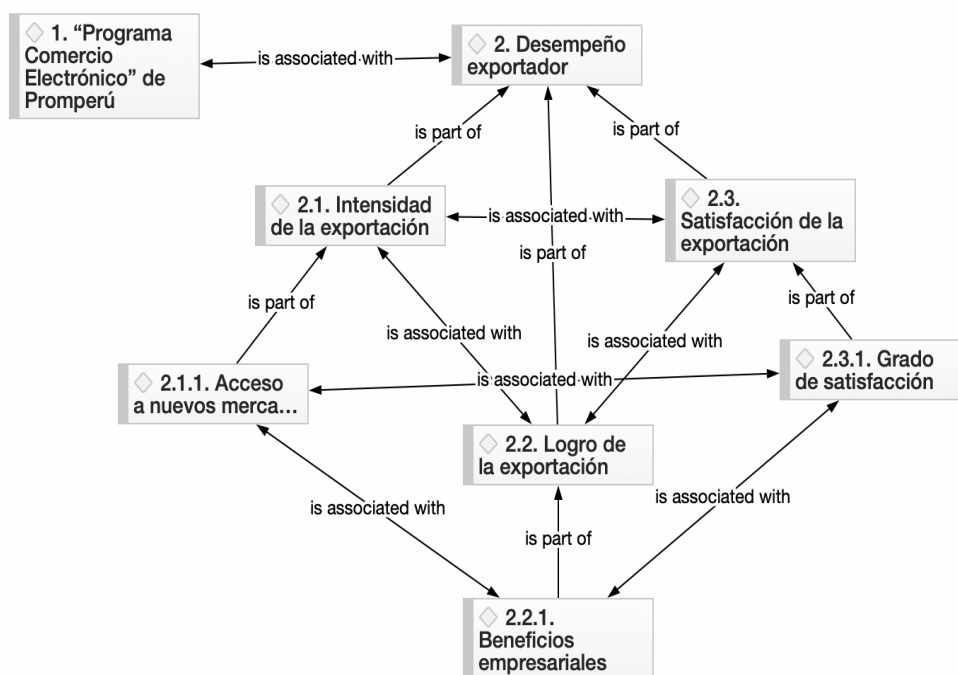 1. “Programa
Comercio
Electrónico” de
Promperú
is associated with
2. Desempeño
exportador
is part of
is part of
2.1. Intensidad
de la exportación
is associated with
2.3.
Satisfacción de la
exportación
is part of
is part of
is part of
is associated with
is associated with
2.1.1. Acceso
a nuevos merca...
is associated with
2.3.1. Grado
de satisfacción
2.2. Logro de
la exportación
is associated with
is associated with
is part of
2.2.1.
Beneficios
empresariales